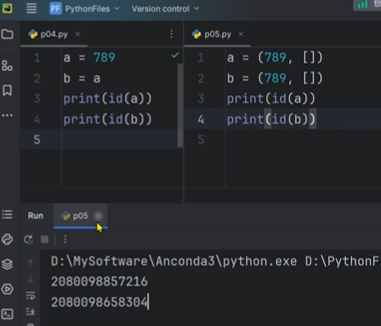 PF PythonFiles Version control
p04.py
p05.py
1 a = 789
2 b = a
3 print(id(a))
4 print(id(b))
5
1 a = (789, [])
2 b = (789, [])
3 print(id(a))
4 print(id(b))
5
Run p05
D:\MySoftware\Anconda3\python.exe D:\PythonF
2080098857216
2080098658304